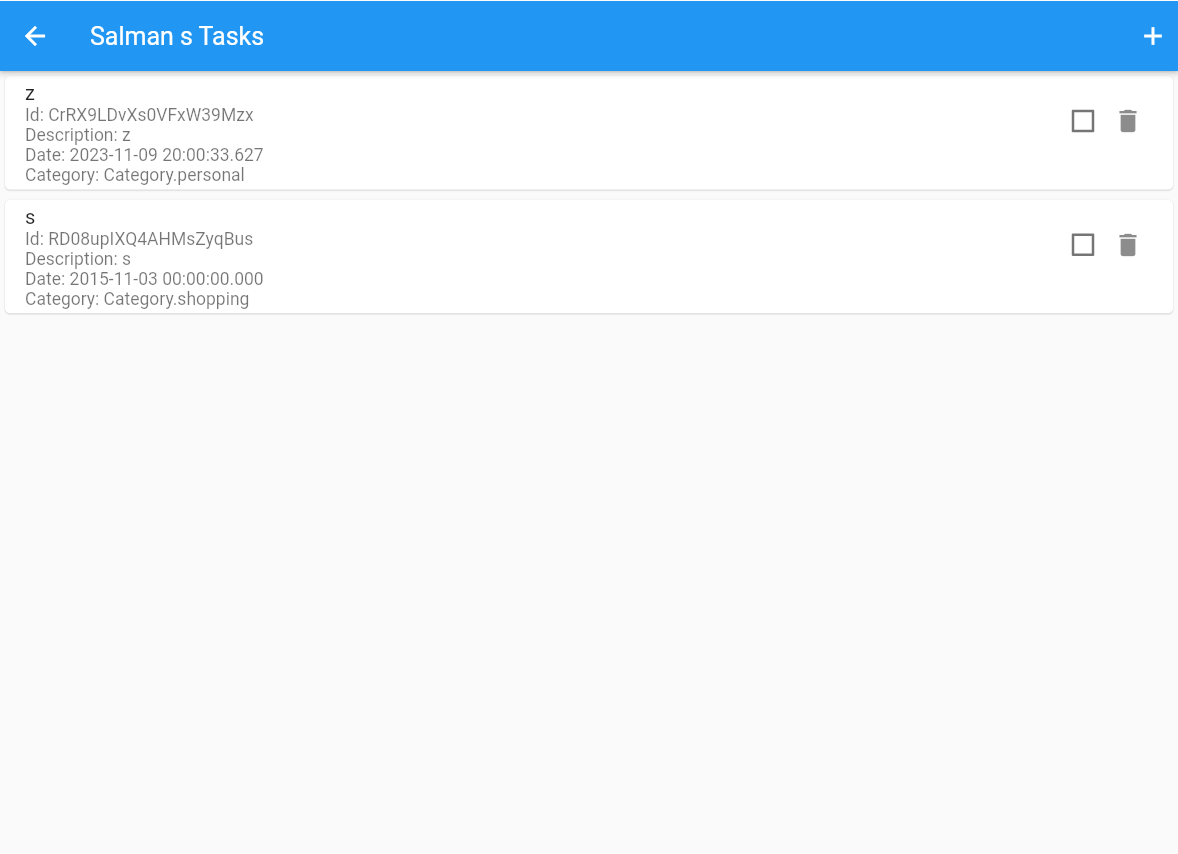 Salman s Tasks
z
Id: CrRX9LDvXs0VFxW39Mzx
Description: z
Date: 2023-11-09 20:00:33.627
Category: Category.personal
s
Id: RD08upIXQ4AHMsZyqBus
Description: s
Date: 2015-11-03 00:00:00.000
Category: Category.shopping